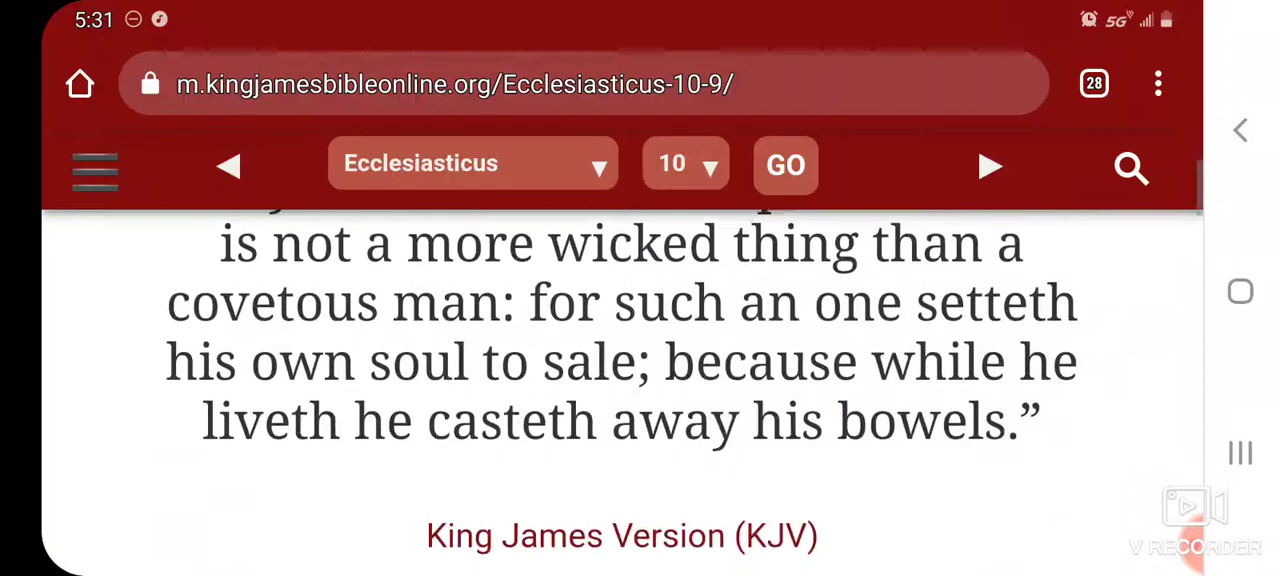 5:31
5G
m.kingjamesbibleonline.org/Ecclesiasticus-10-9/
28
Ecclesiasticus
10
GO
is not a more wicked thing than a
covetous man: for such an one setteth
his own soul to sale; because while he
liveth he casteth away his bowels.”
King James Version (KJV)
V RECORDER